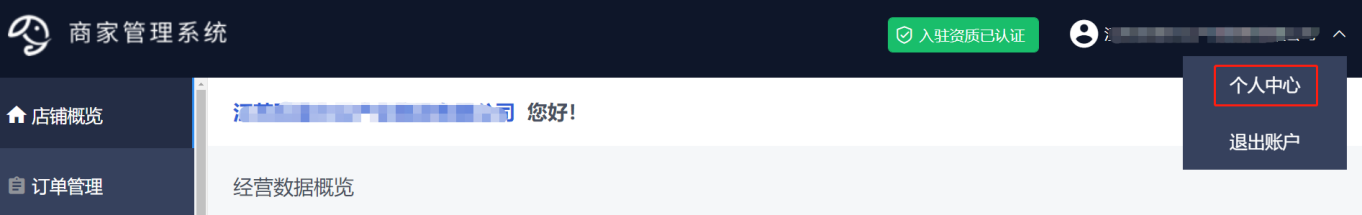 商家管理系统
入驻资质已认证
个人中心
退出账户
店铺概览
订单管理
您好！
经营数据概览